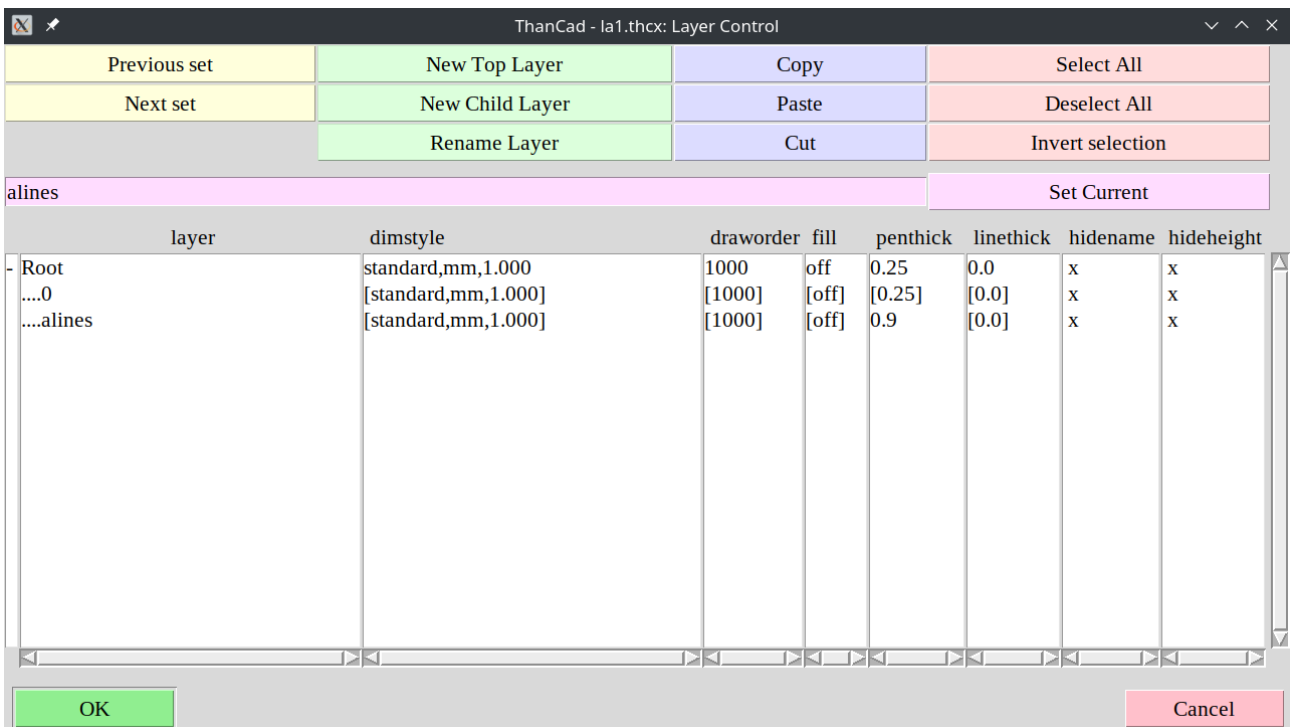 ThanCad - la1.thcx: Layer Control
Previous set New Top Layer Copy Select All
Next set New Child Layer Paste Deselect All
Rename Layer Cut Invert selection
alines Set Current
layer dimstyle draworder fill penthick linethick hidename hideheight
- Root standard,mm,1.000 1000 off 0.25 0.0 x x
....0 [standard,mm,1.000] [1000] [off] [0.25] [0.0] x x
....alines [standard,mm,1.000] [1000] [off] 0.9 [0.0] x x
OK Cancel